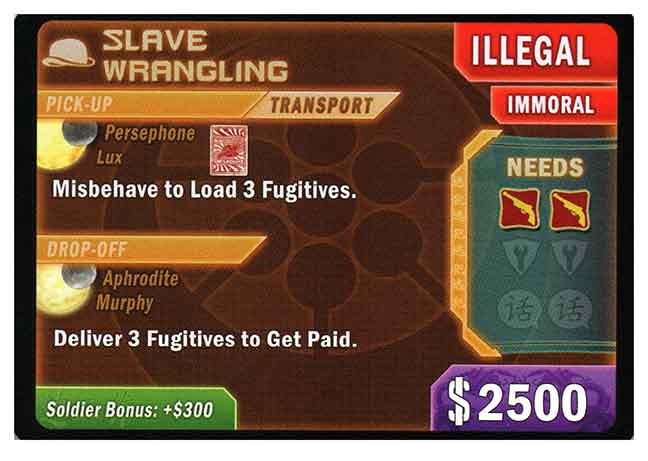 SLAVE
WRANGLING
ILLEGAL
IMMORAL
PICK-UP
TRANSPORT
Persephone
Lux
Misbehave to Load 3 Fugitives.
NEEDS
话 话
DROP-OFF
Aphrodite
Murphy
Deliver 3 Fugitives to Get Paid.
Soldier Bonus: +$300
$2500